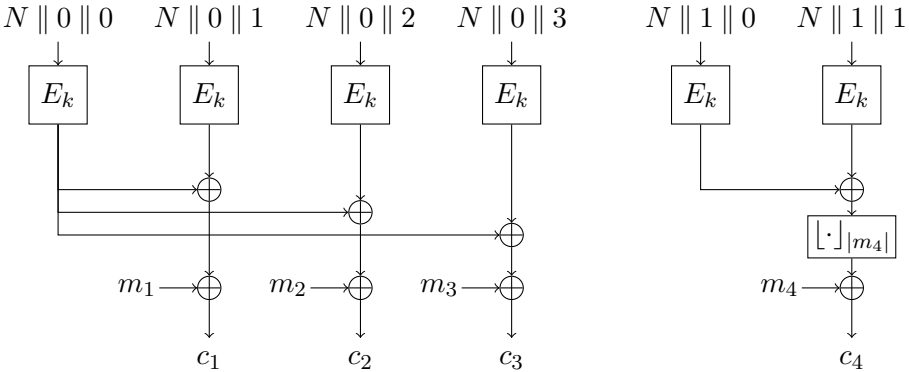 N ∥ 0 ∥ 0 N ∥ 0 ∥ 1 N ∥ 0 ∥ 2 N ∥ 0 ∥ 3 N ∥ 1 ∥ 0 N ∥ 1 ∥ 1
E_k E_k E_k E_k E_k E_k
⌊·⌋_{|m_4|}
m_1 m_2 m_3 m_4
c_1 c_2 c_3 c_4